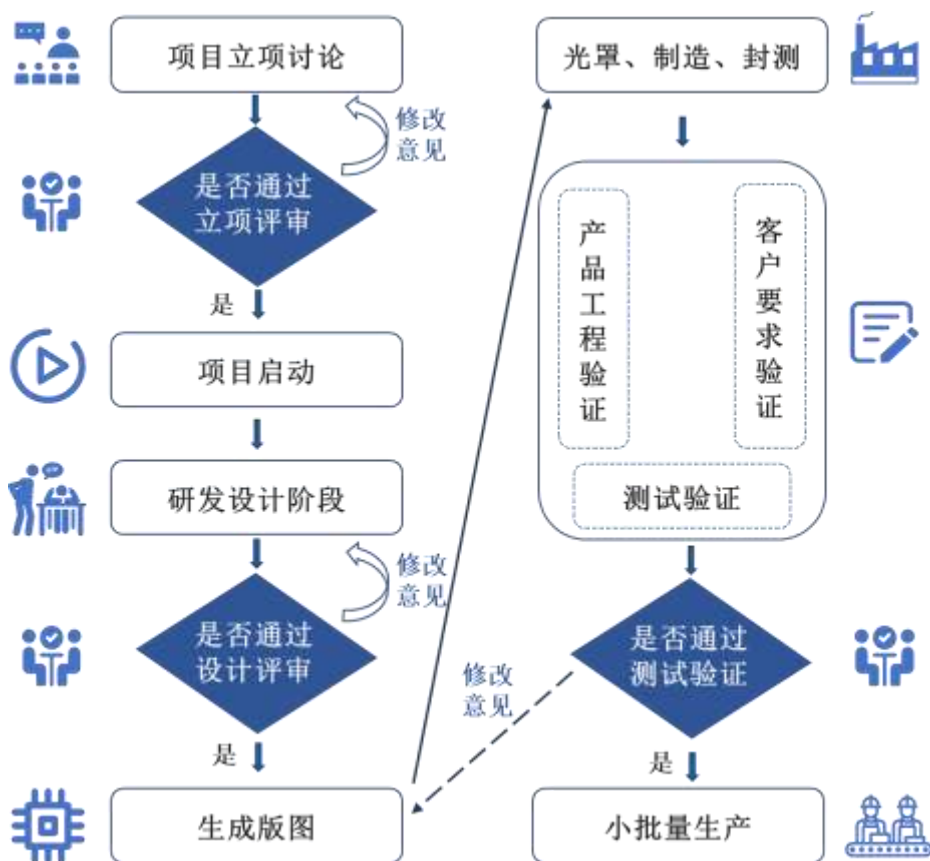 项目立项讨论
修改
意见
是否通过
立项评审
是
项目启动
研发设计阶段
修改
意见
是否通过
设计评审
是
生成版图
光罩、制造、封测
产品工程验证
客户要求验证
测试验证
是否通过
测试验证
修改
意见
是
小批量生产